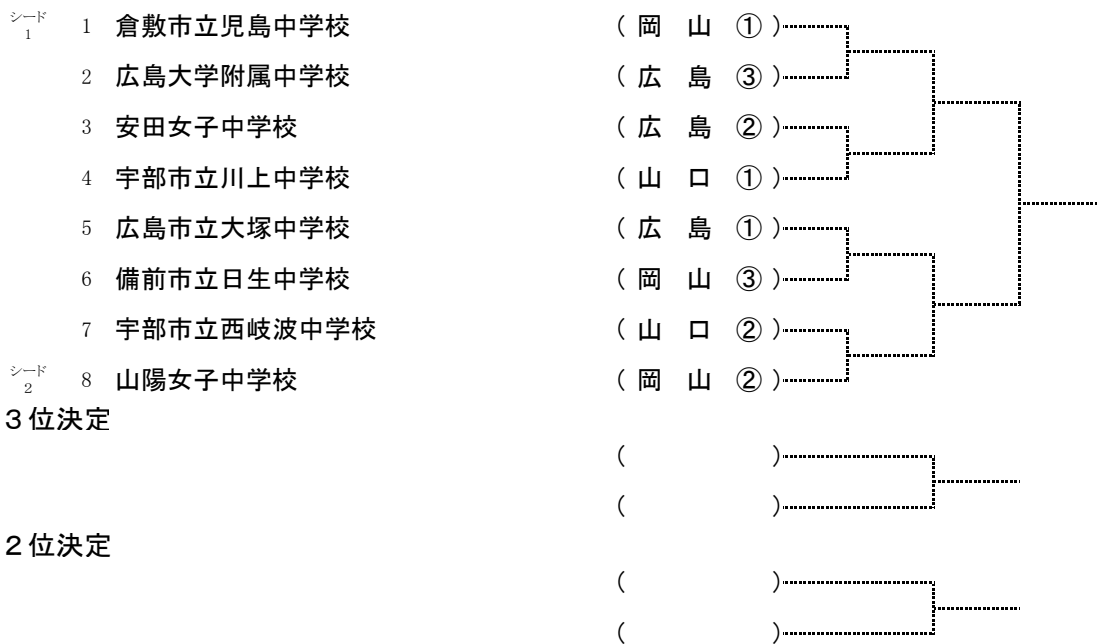 シード1 1 倉敷市立児島中学校 ( 岡 山 ① )
2 広島大学附属中学校 ( 広 島 ③ )
3 安田女子中学校 ( 広 島 ② )
4 宇部市立川上中学校 ( 山 口 ① )
5 広島市立大塚中学校 ( 広 島 ① )
6 備前市立日生中学校 ( 岡 山 ③ )
7 宇部市立西岐波中学校 ( 山 口 ② )
シード2 8 山陽女子中学校 ( 岡 山 ② )
3位決定
( )
( )
2位決定
( )
( )